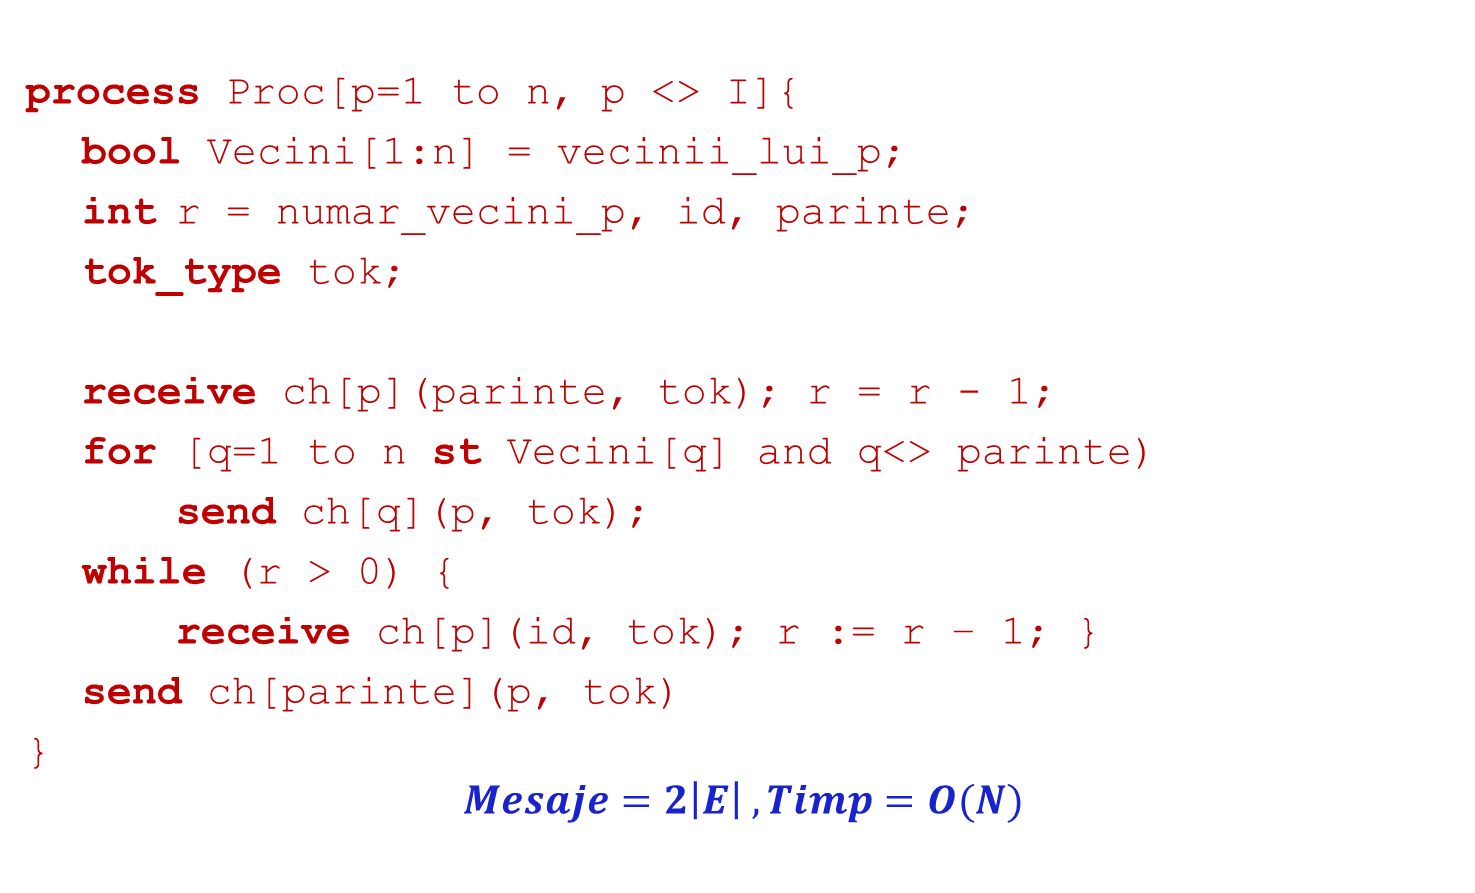 process Proc[p=1 to n, p <> I]{
bool Vecini[1:n] = vecinii_lui_p;
int r = numar_vecini_p, id, parinte;
tok_type tok;
receive ch[p](parinte, tok); r = r - 1;
for [q=1 to n st Vecini[q] and q<> parinte)
send ch[q](p, tok);
while (r > 0) {
receive ch[p](id, tok); r := r – 1; }
send ch[parinte](p, tok)
}
Mesaje = 2|E| , Timp = O(N)